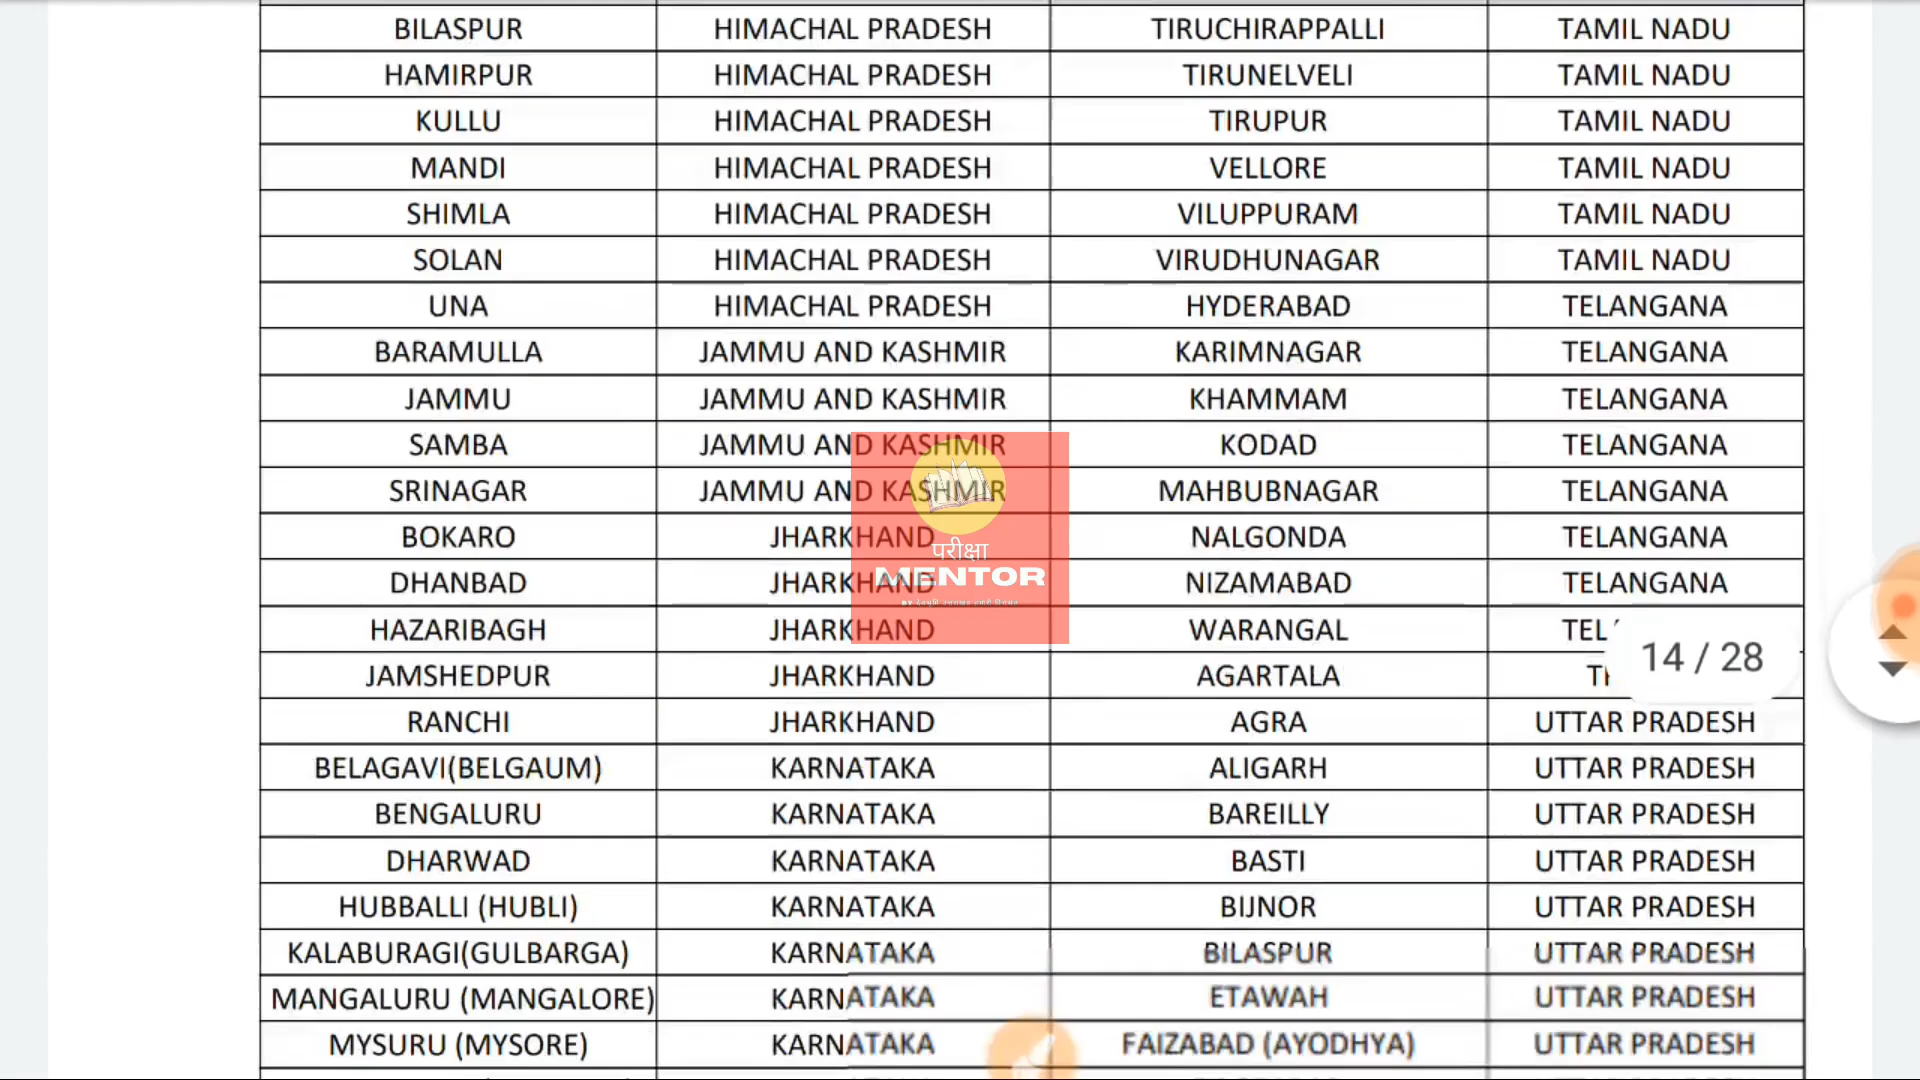 BILASPUR HIMACHAL PRADESH TIRUCHIRAPPALLI TAMIL NADU
HAMIRPUR HIMACHAL PRADESH TIRUNELVELI TAMIL NADU
KULLU HIMACHAL PRADESH TIRUPUR TAMIL NADU
MANDI HIMACHAL PRADESH VELLORE TAMIL NADU
SHIMLA HIMACHAL PRADESH VILUPPURAM TAMIL NADU
SOLAN HIMACHAL PRADESH VIRUDHUNAGAR TAMIL NADU
UNA HIMACHAL PRADESH HYDERABAD TELANGANA
BARAMULLA JAMMU AND KASHMIR KARIMNAGAR TELANGANA
JAMMU JAMMU AND KASHMIR KHAMMAM TELANGANA
SAMBA JAMMU AND KASHMIR KODAD TELANGANA
SRINAGAR JAMMU AND KASHMIR MAHBUBNAGAR TELANGANA
BOKARO JHARKHAND NALGONDA TELANGANA
परीक्षा
DHANBAD JHARKHAND NIZAMABAD TELANGANA
MENTOR
HAZARIBAGH JHARKHAND WARANGAL TEL
14 / 28
JAMSHEDPUR JHARKHAND AGARTALA
RANCHI JHARKHAND AGRA UTTAR PRADESH
BELAGAVI(BELGAUM) KARNATAKA ALIGARH UTTAR PRADESH
BENGALURU KARNATAKA BAREILLY UTTAR PRADESH
DHARWAD KARNATAKA BASTI UTTAR PRADESH
HUBBALLI (HUBLI) KARNATAKA BIJNOR UTTAR PRADESH
KALABURAGI(GULBARGA) KARNATAKA BILASPUR UTTAR PRADESH
MANGALURU (MANGALORE) KARNATAKA ETAWAH UTTAR PRADESH
MYSURU (MYSORE) KARNATAKA FAIZABAD (AYODHYA) UTTAR PRADESH